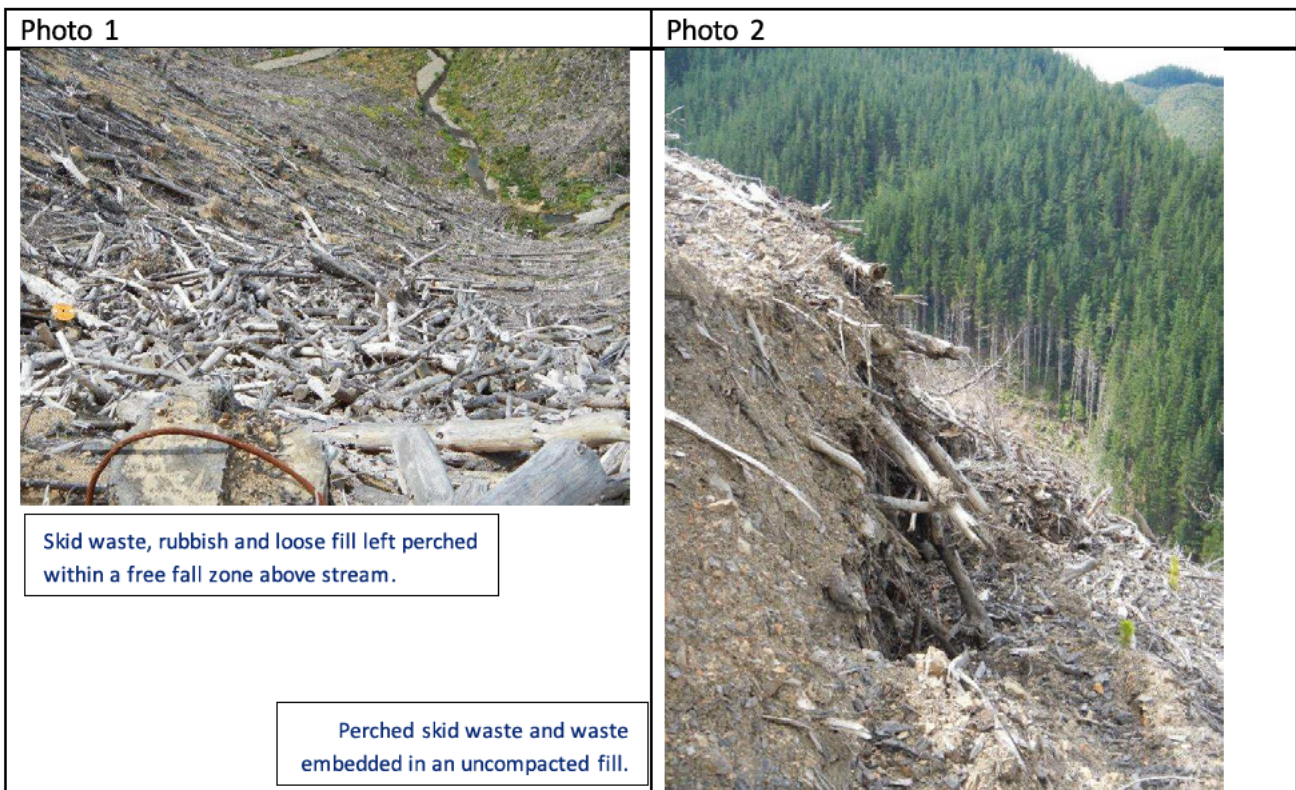 Photo 1
Photo 2
Skid waste, rubbish and loose fill left perched
within a free fall zone above stream.
Perched skid waste and waste
embedded in an uncompacted fill.